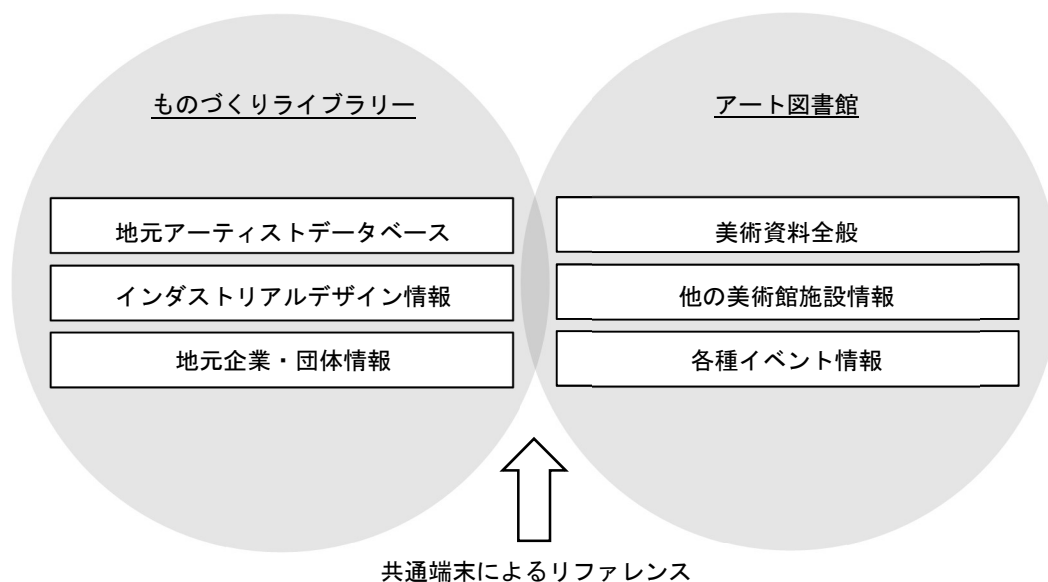 ものづくりライブラリー
地元アーティストデータベース
インダストリアルデザイン情報
地元企業・団体情報
アート図書館
美術資料全般
他の美術館施設情報
各種イベント情報
共通端末によるリファレンス